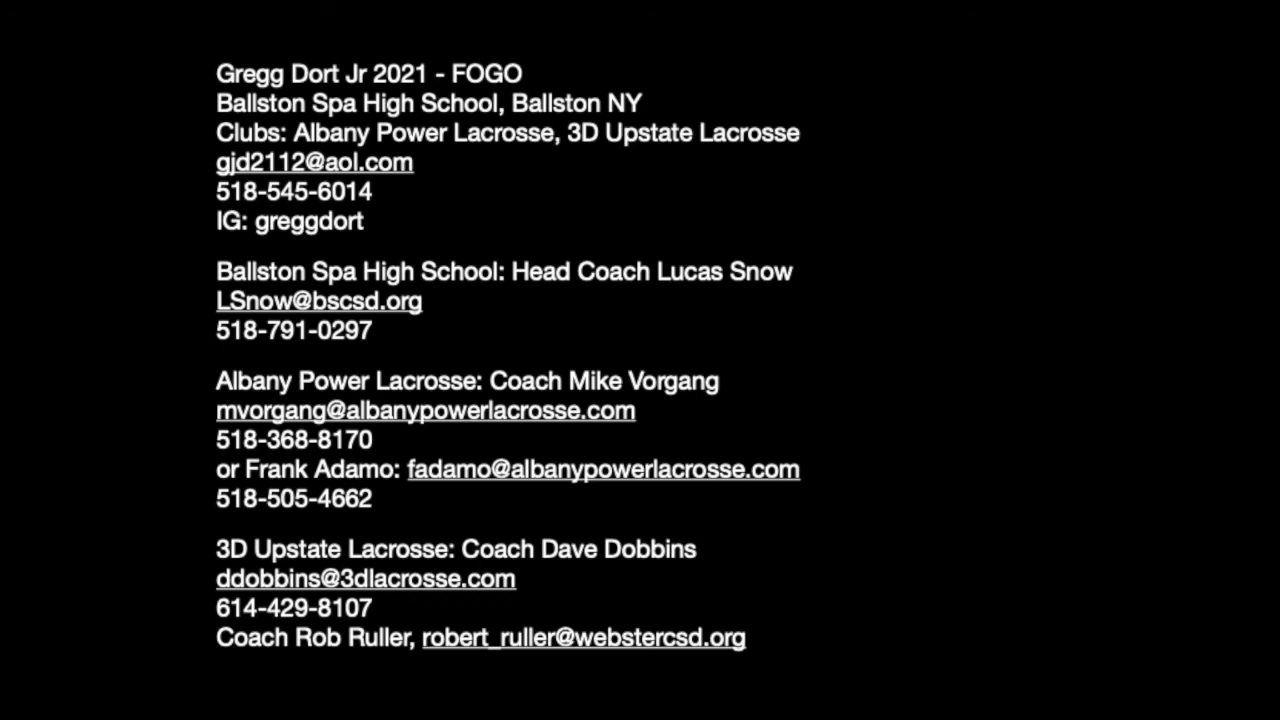 Gregg Dort Jr 2021 - FOGO
Ballston Spa High School, Ballston NY
Clubs: Albany Power Lacrosse, 3D Upstate Lacrosse
gjd2112@aol.com
518-545-6014
IG: greggdort
Ballston Spa High School: Head Coach Lucas Snow
LSnow@bscsd.org
518-791-0297
Albany Power Lacrosse: Coach Mike Vorgang
mvorgang@albanypowerlacrosse.com
518-368-8170
or Frank Adamo: fadamo@albanypowerlacrosse.com
518-505-4662
3D Upstate Lacrosse: Coach Dave Dobbins
ddobbins@3dlacrosse.com
614-429-8107
Coach Rob Ruller, robert_ruller@webstercsd.org